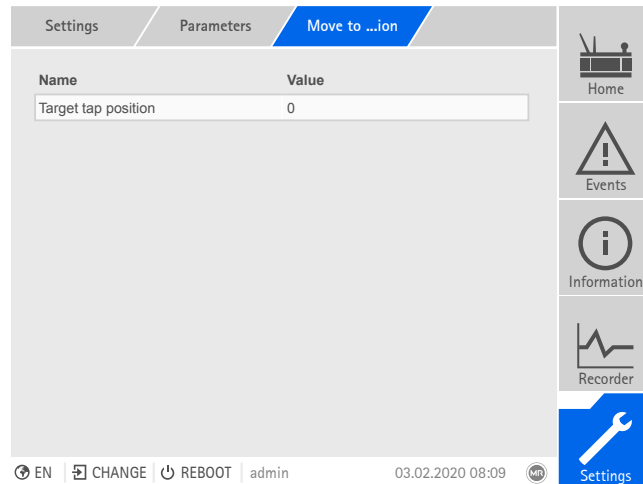 Settings Parameters Move to ...ion
Name Value
Target tap position 0
Home
Events
Information
Recorder
Settings
EN CHANGE REBOOT admin 03.02.2020 08:09 MR